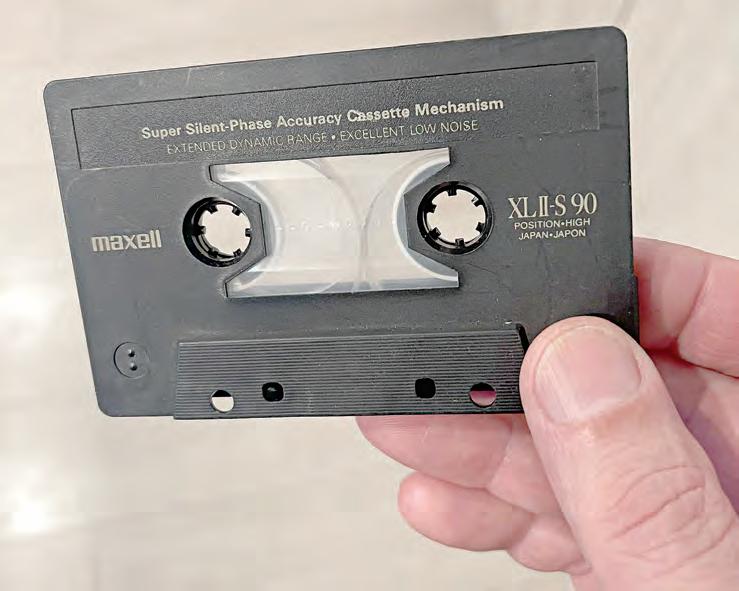 Super Silent-Phase Accuracy Cassette Mechanism
EXTENDED DYNAMIC RANGE • EXCELLENT LOW NOISE
maxell
XLII-S 90
POSITION•HIGH
JAPAN•JAPON